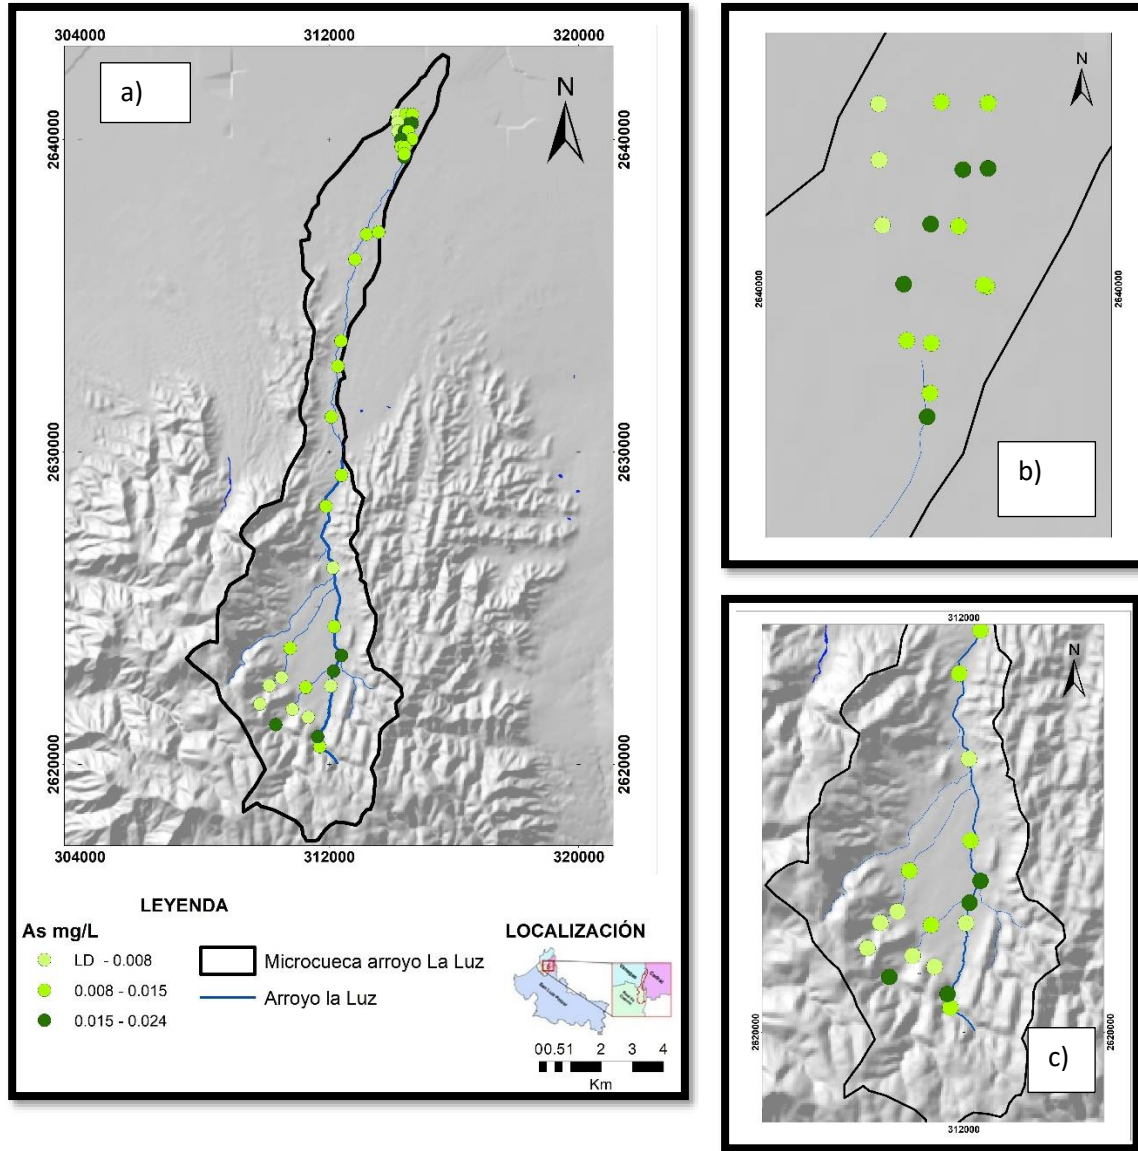 304000 312000 320000
a)
N
2640000 2640000
2630000 2630000
2620000 2620000
304000 312000 320000
LEYENDA
As mg/L
LD - 0.008
0.008 - 0.015
0.015 - 0.024
Microcueca arroyo La Luz
Arroyo la Luz
LOCALIZACIÓN
00.51 2 3 4
Km
N
2640000 2640000
b)
312000
N
2620000 2620000
c)
312000